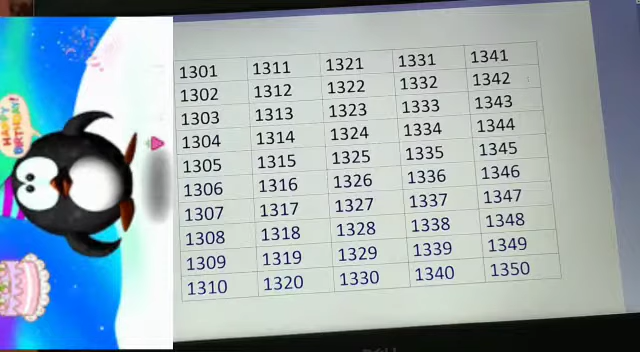 HAPPY BIRTHDAY!
1301 1311 1321 1331 1341
1302 1312 1322 1332 1342
1303 1313 1323 1333 1343
1304 1314 1324 1334 1344
1305 1315 1325 1335 1345
1306 1316 1326 1336 1346
1307 1317 1327 1337 1347
1308 1318 1328 1338 1348
1309 1319 1329 1339 1349
1310 1320 1330 1340 1350